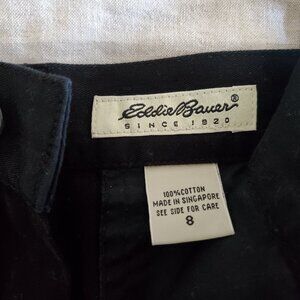 Eddie Bauer®
SINCE 1920
100% COTTON
MADE IN SINGAPORE
SEE SIDE FOR CARE
8